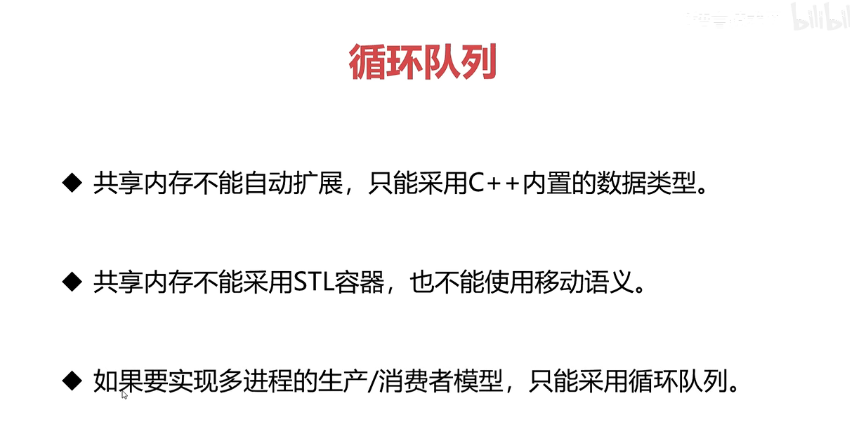 bilibili
循环队列
◆ 共享内存不能自动扩展，只能采用C++内置的数据类型。
◆ 共享内存不能采用STL容器，也不能使用移动语义。
◆ 如果要实现多进程的生产/消费者模型，只能采用循环队列。